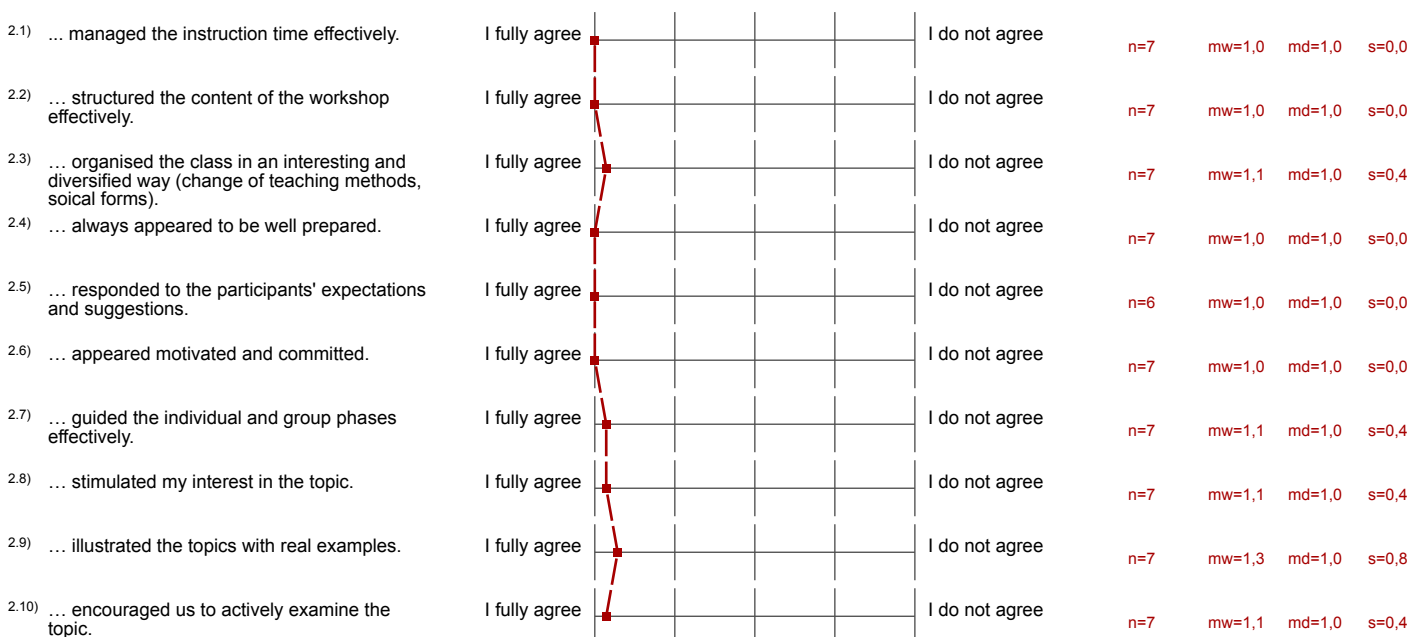 2.1) ... managed the instruction time effectively. I fully agree I do not agree n=7 mw=1,0 md=1,0 s=0,0
2.2) … structured the content of the workshop
effectively. I fully agree I do not agree n=7 mw=1,0 md=1,0 s=0,0
2.3) … organised the class in an interesting and
diversified way (change of teaching methods,
soical forms). I fully agree I do not agree n=7 mw=1,1 md=1,0 s=0,4
2.4) … always appeared to be well prepared. I fully agree I do not agree n=7 mw=1,0 md=1,0 s=0,0
2.5) … responded to the participants' expectations
and suggestions. I fully agree I do not agree n=6 mw=1,0 md=1,0 s=0,0
2.6) … appeared motivated and committed. I fully agree I do not agree n=7 mw=1,0 md=1,0 s=0,0
2.7) … guided the individual and group phases
effectively. I fully agree I do not agree n=7 mw=1,1 md=1,0 s=0,4
2.8) … stimulated my interest in the topic. I fully agree I do not agree n=7 mw=1,1 md=1,0 s=0,4
2.9) … illustrated the topics with real examples. I fully agree I do not agree n=7 mw=1,3 md=1,0 s=0,8
2.10) … encouraged us to actively examine the
topic. I fully agree I do not agree n=7 mw=1,1 md=1,0 s=0,4